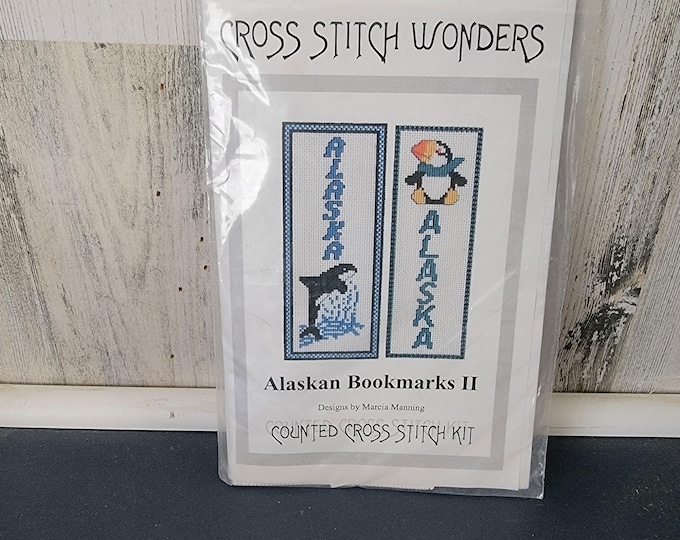 CROSS STITCH WONDERS
ALASKA
ALASKA
Alaskan Bookmarks II
Designs by Marcia Manning
COUNTED CROSS STITCH KIT